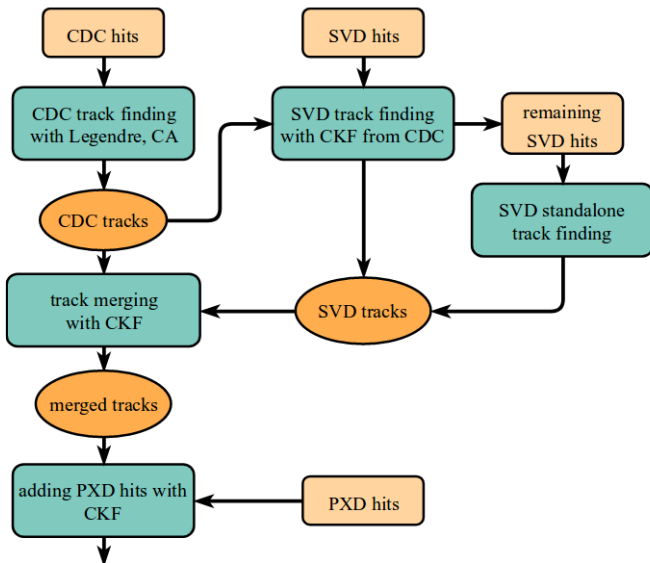 CDC hits
SVD hits
CDC track finding
with Legendre, CA
SVD track finding
with CKF from CDC
remaining
SVD hits
CDC tracks
SVD standalone
track finding
track merging
with CKF
SVD tracks
merged tracks
adding PXD hits with
CKF
PXD hits